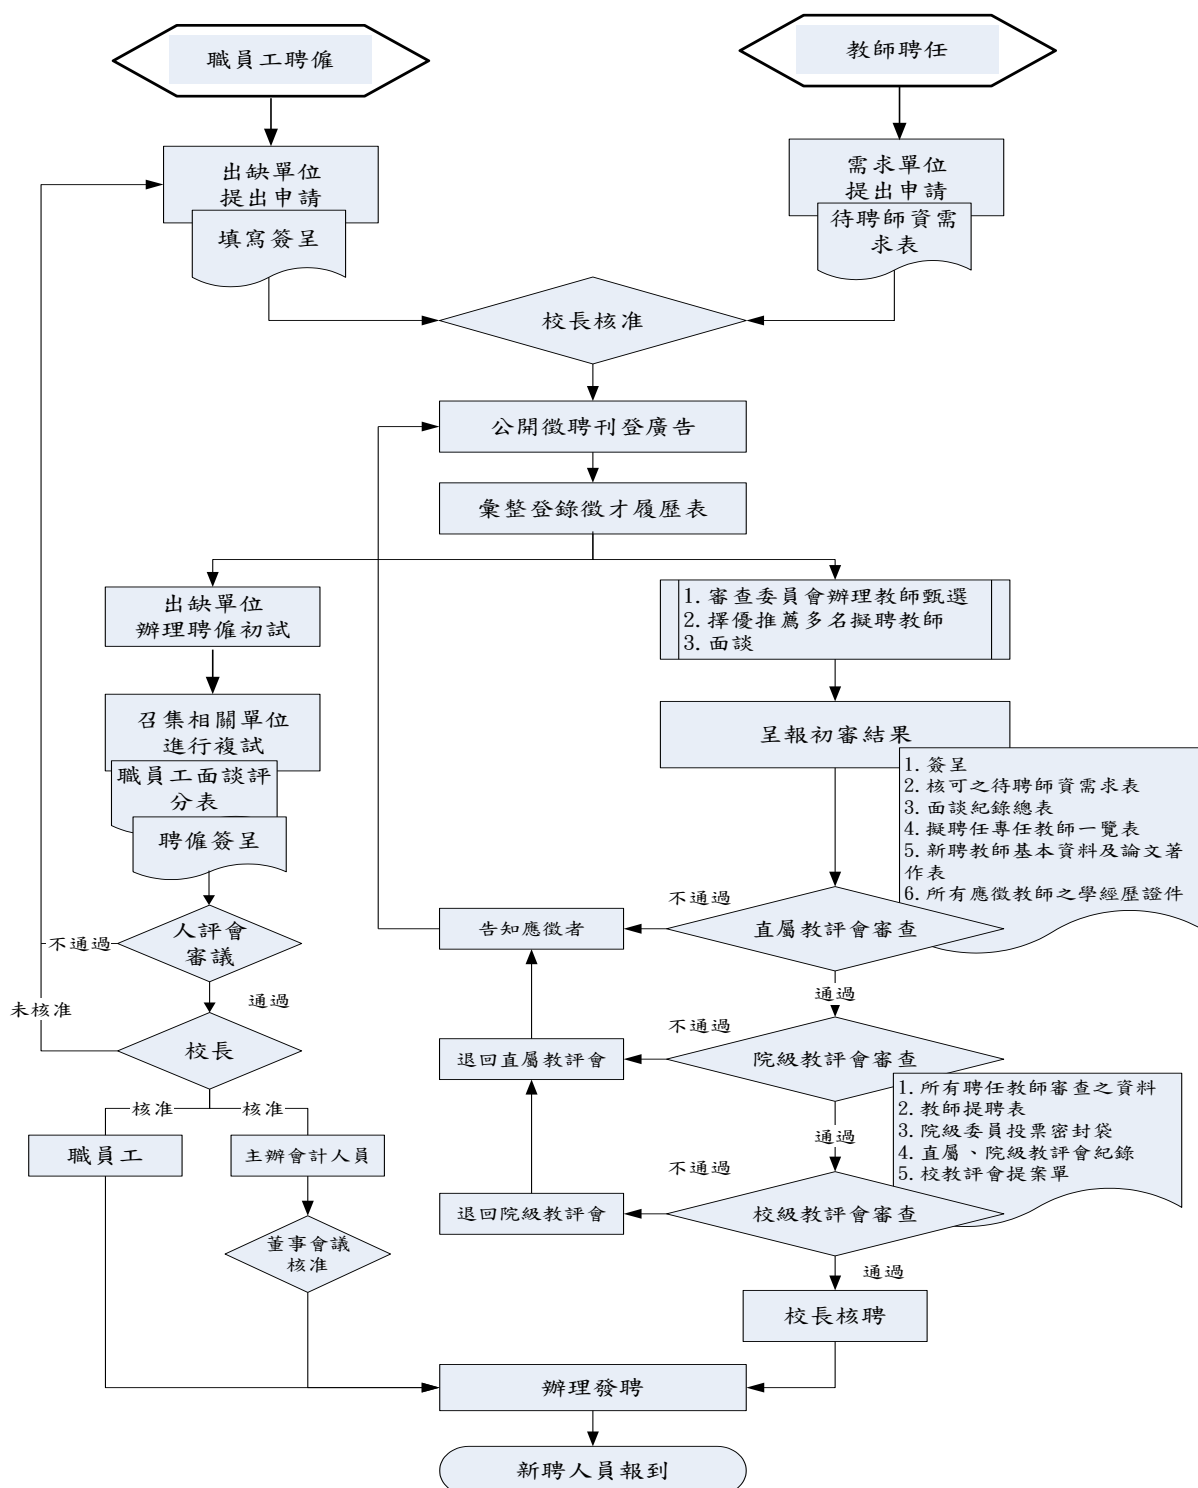 職員工聘僱
教師聘任
出缺單位
提出申請
填寫簽呈
需求單位
提出申請
待聘師資需
求表
校長核准
公開徵聘刊登廣告
彙整登錄徵才履歷表
出缺單位
辦理聘僱初試
召集相關單位
進行複試
職員工面談評
分表
聘僱簽呈
人評會
審議
不通過
通過
未核准
校長
核准
核准
職員工
主辦會計人員
董事會議
核准
1. 審查委員會辦理教師甄選
2. 擇優推薦多名擬聘教師
3. 面談
呈報初審結果
1. 簽呈
2. 核可之待聘師資需求表
3. 面談紀錄總表
4. 擬聘任專任教師一覽表
5. 新聘教師基本資料及論文著
作表
6. 所有應徵教師之學經歷證件
不通過
告知應徵者
直屬教評會審查
通過
不通過
退回直屬教評會
院級教評會審查
1. 所有聘任教師審查之資料
2. 教師提聘表
3. 院級委員投票密封袋
4. 直屬、院級教評會紀錄
5. 校教評會提案單
通過
不通過
退回院級教評會
校級教評會審查
通過
校長核聘
辦理發聘
新聘人員報到